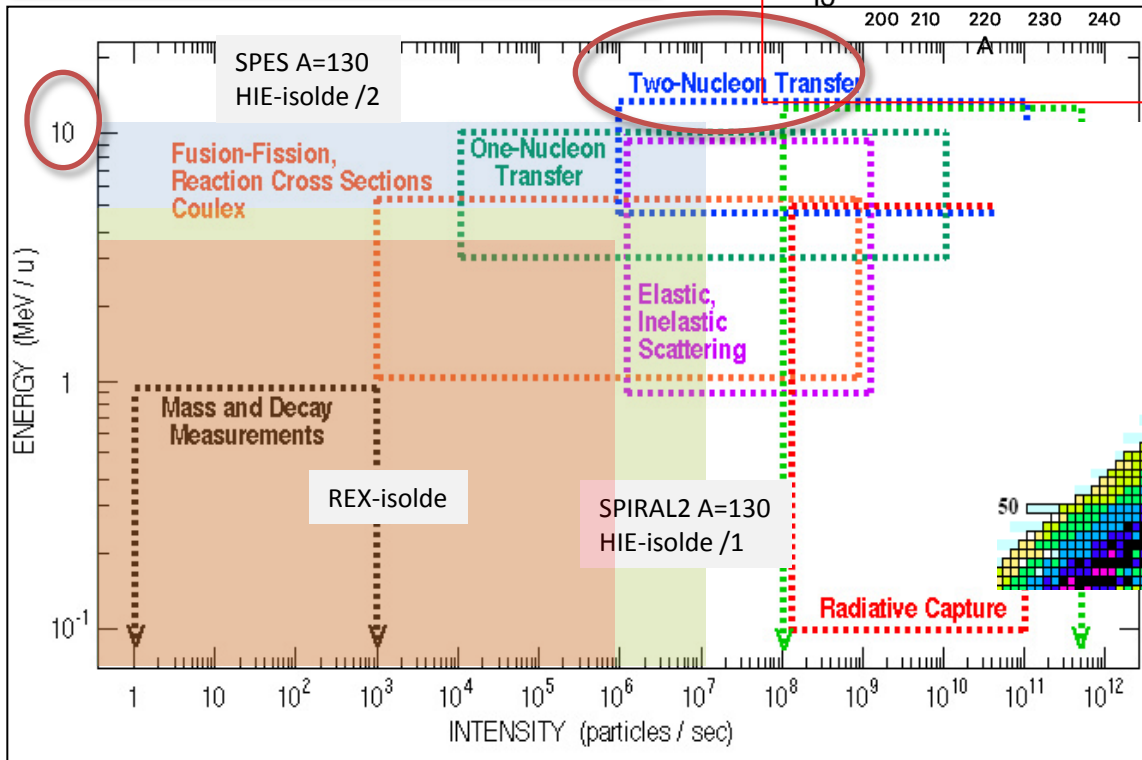 10
200 210 220 230 240
A
SPES A=130
HIE-isolde /2
Two-Nucleon Transfer
10
Fusion-Fission,
Reaction Cross Sections
Coulex
One-Nucleon
Transfer
ENERGY (MeV / u)
Elastic,
Inelastic
Scattering
1
Mass and Decay
Measurements
REX-isolde
SPIRAL2 A=130
HIE-isolde /1
50
Radiative Capture
10⁻¹
1 10 10² 10³ 10⁴ 10⁵ 10⁶ 10⁷ 10⁸ 10⁹ 10¹⁰ 10¹¹ 10¹²
INTENSITY (particles / sec)